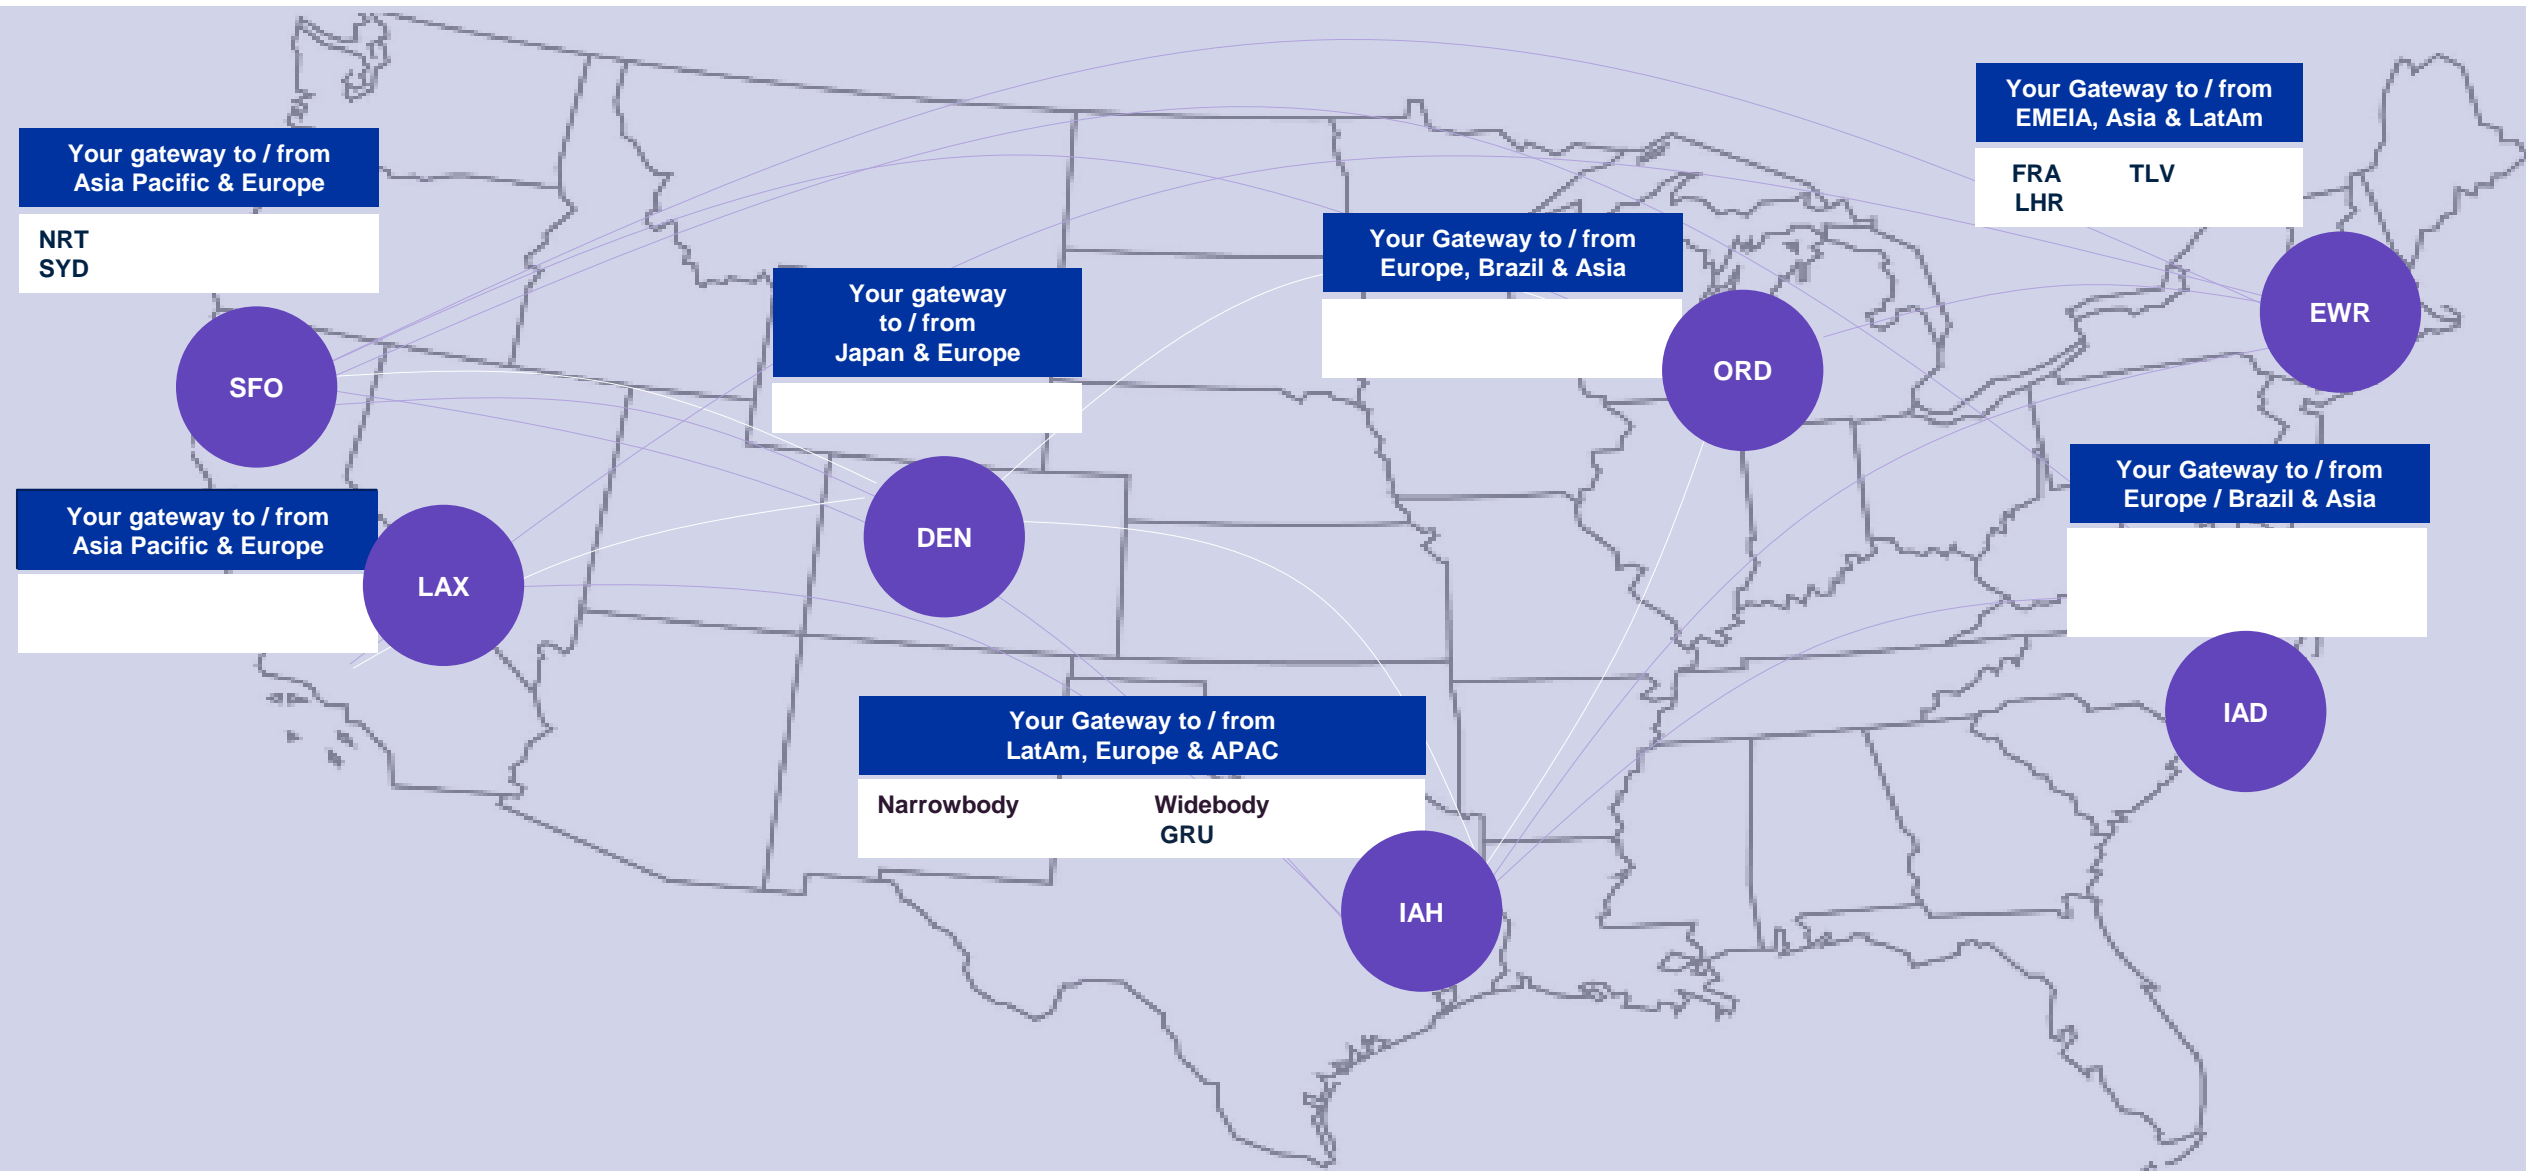 Your gateway to / from
Asia Pacific & Europe
NRT
SYD
SFO
Your gateway to / from
Asia Pacific & Europe
LAX
Your gateway
to / from
Japan & Europe
DEN
Your Gateway to / from
Europe, Brazil & Asia
ORD
Your Gateway to / from
EMEIA, Asia & LatAm
FRA TLV
LHR
EWR
Your Gateway to / from
Europe / Brazil & Asia
IAD
Your Gateway to / from
LatAm, Europe & APAC
Narrowbody Widebody
GRU
IAH